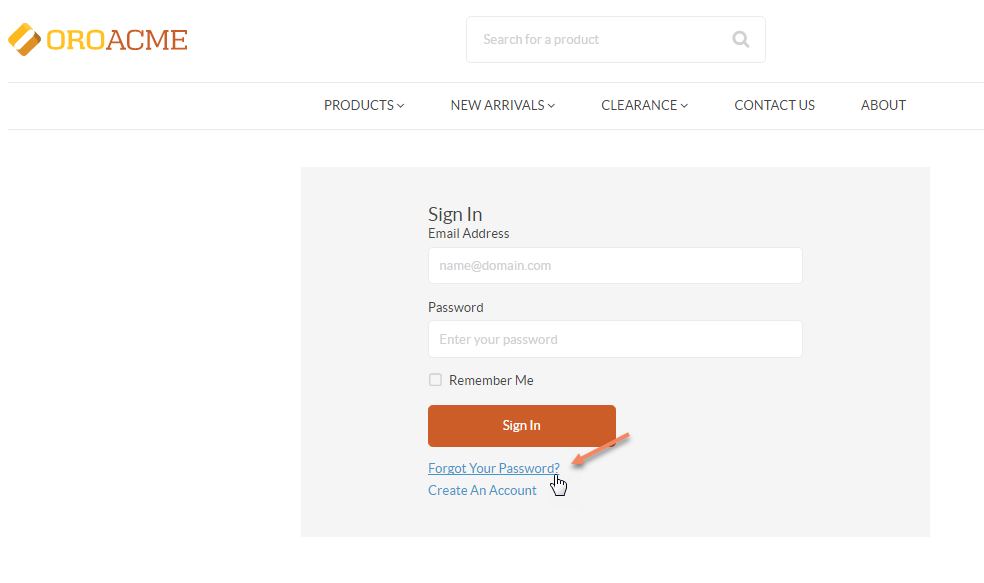 OROACME
Search for a product
PRODUCTS NEW ARRIVALS CLEARANCE CONTACT US ABOUT
Sign In
Email Address
name@domain.com
Password
Enter your password
Remember Me
Sign In
Forgot Your Password?
Create An Account